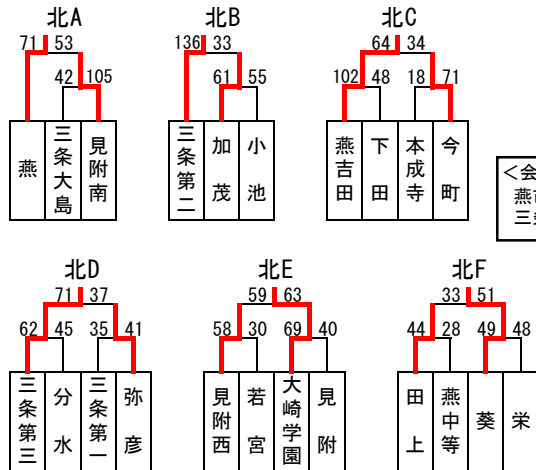 北A 北B 北C
71 53 136 33 64 34
42 105 61 55 102 48 18 71
燕 三条大島 見附南 三条第二 加茂 小池 燕吉田 下田 本成寺 今町
<会
燕吉
三条
北D 北E 北F
71 37 59 63 33 51
62 45 35 41 58 30 69 40 44 28 49 48
三条第三 分水 三条第一 弥彦 見附西 若宮 大崎学園 見附 田上 燕中等 葵 栄